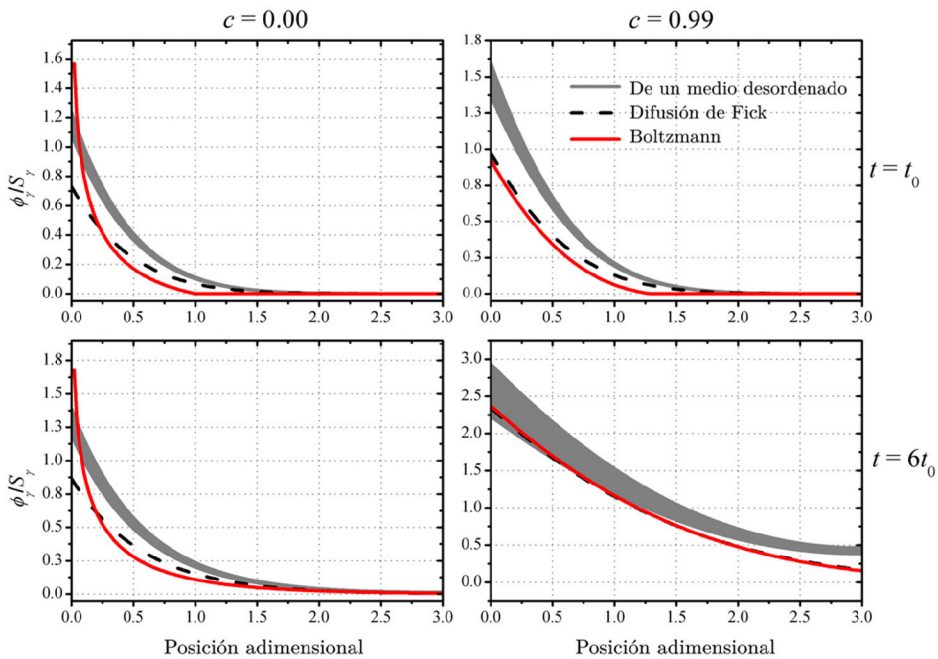 c = 0.00
c = 0.99
1.6
1.4
1.2
1.0
0.8
0.6
0.4
0.2
0.0
ϕγ/Sγ
0.0 0.5 1.0 1.5 2.0 2.5 3.0
1.8
1.5
1.3
1.0
0.8
0.5
0.3
0.0
De un medio desordenado
Difusión de Fick
Boltzmann
t = t0
0.0 0.5 1.0 1.5 2.0 2.5 3.0
1.8
1.5
1.3
1.0
0.8
0.5
0.3
0.0
ϕγ/Sγ
0.0 0.5 1.0 1.5 2.0 2.5 3.0
Posición adimensional
3.0
2.5
2.0
1.5
1.0
0.5
0.0
t = 6t0
0.0 0.5 1.0 1.5 2.0 2.5 3.0
Posición adimensional